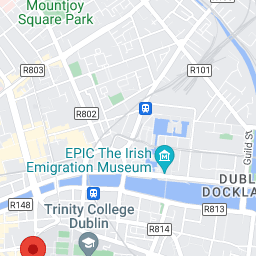 Mountjoy
Square Park
R803
R101
R802
Guild St
EPIC The Irish
Emigration Museum
DUBL
DOCKLA
R148
R813
Trinity College
Dublin
R814